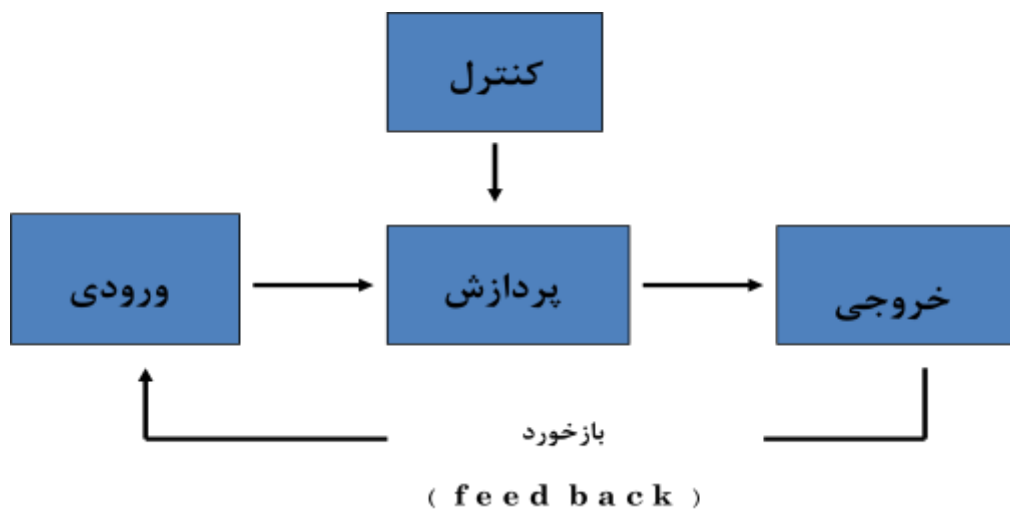 کنترل
ورودی
پردازش
خروجی
بازخورد
( feed back )